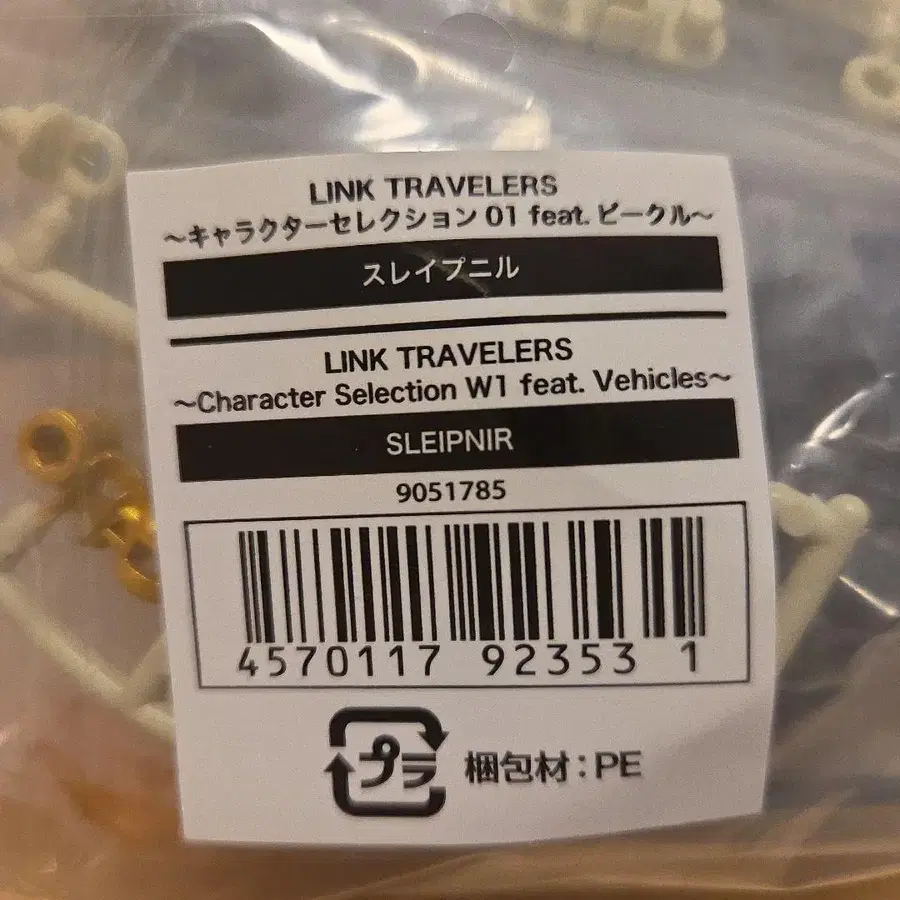 LINK TRAVELERS
～キャラクターセレクション 01 feat. ビークル～
スレイプニル
LINK TRAVELERS
～Character Selection W1 feat. Vehicles～
SLEIPNIR
9051785
4570117 92353 1
プラ 梱包材：PE